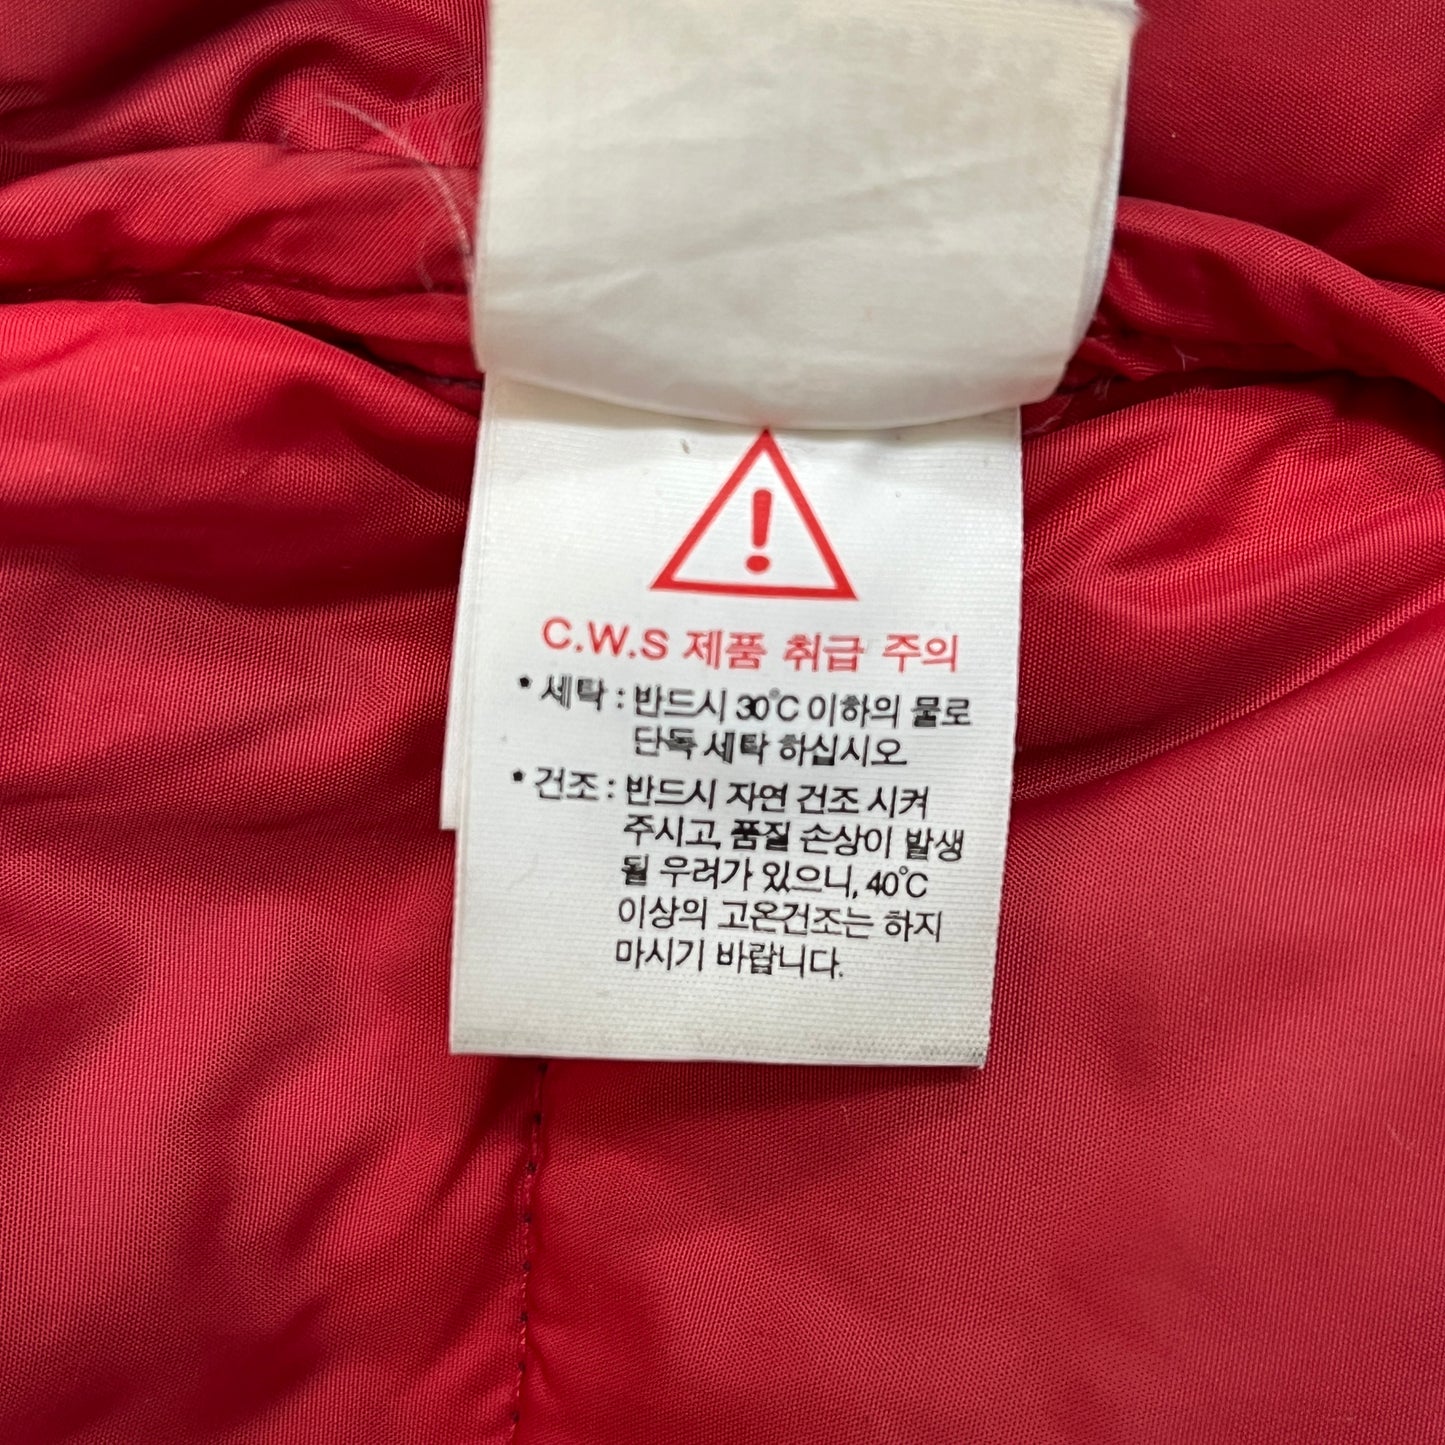 C.W.S 제품 취급 주의
* 세탁 : 반드시 30°C 이하의 물로
단독 세탁 하십시오.
* 건조 : 반드시 자연 건조 시켜
주시고, 품질 손상이 발생
될 우려가 있으니, 40°C
이상의 고온건조는 하지
마시기 바랍니다.